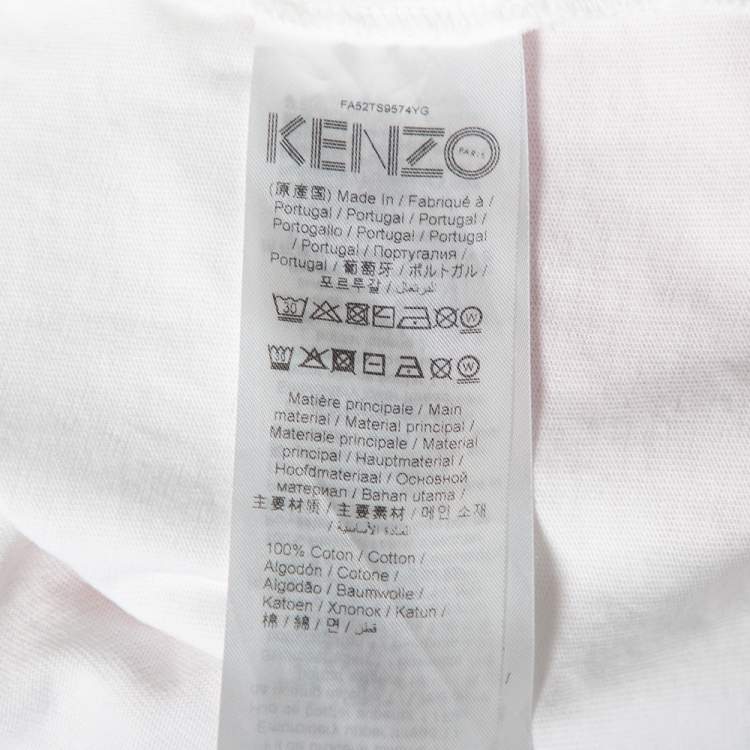 FA52TS9574YG
KENZO
PARIS
(原産国) Made In / Fabriqué à /
Portugal / Portugal / Portugal /
Portogallo / Portugal / Portugal
/ Portugal / Португалия /
Portugal / 葡萄牙 / ポルトガル /
포르투갈 / البرتغال
30 W
30 W
Matière principale / Main
material / Material principal /
Materiale principale / Material
principal / Hauptmaterial /
Hoofdmateriaal / Основной
материал / Bahan utama /
主要材质 / 主要素材 / 메인 소재
/ المادة الأساسية
100% Coton / Cotton /
Algodón / Cotone /
Algodão / Baumwolle /
Katoen / Хлопок / Katun /
棉 / 綿 / 면 / قطن